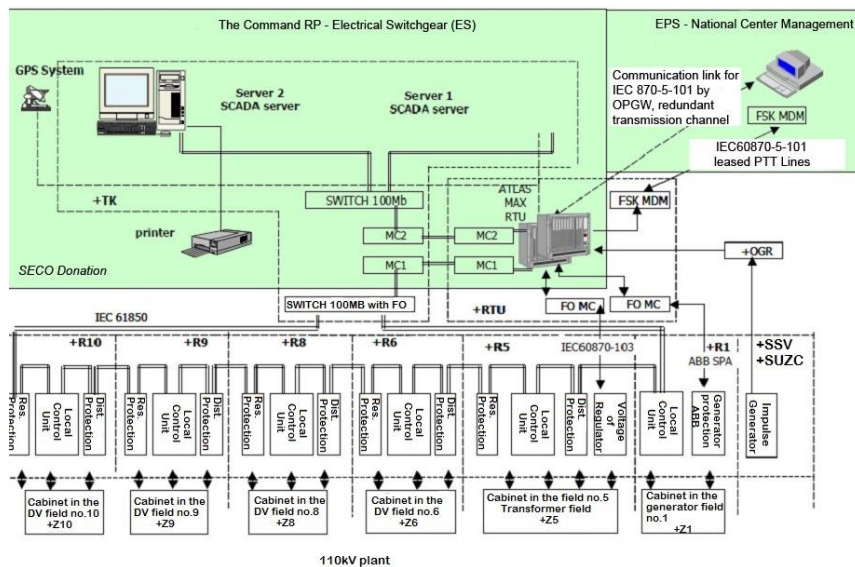 The Command RP - Electrical Switchgear (ES)
EPS - National Center Management
GPS System
Server 2
SCADA server
Server 1
SCADA server
Communication link for
IEC 870-5-101 by
OPGW, redundant
transmission channel
FSK MDM
IEC60870-5-101
leased PTT Lines
+TK
SWITCH 100Mb
ATLAS
MAX
RTU
FSK MDM
printer
MC2
MC2
+OGR
MC1
MC1
SECO Donation
SWITCH 100MB with FO
+RTU
FO MC
FO MC
IEC 61850
+R10
+R9
+R8
+R6
+R5
IEC60870-103
+R1
ABB SPA
+SSV
+SUZC
Res.
Protection
Local
Control
Unit
Dist.
Protection
Res.
Protection
Local
Control
Unit
Dist.
Protection
Res.
Protection
Local
Control
Unit
Dist.
Protection
Res.
Protection
Local
Control
Unit
Dist.
Protection
Res.
Protection
Local
Control
Unit
Dist.
Protection
Voltage
of
Regulator
Local
Control
Unit
Generator
protection
ABB
Impulse
Generator
Cabinet in the
DV field no.10
+Z10
Cabinet in the
DV field no.9
+Z9
Cabinet in the
DV field no.8
+Z8
Cabinet in the
DV field no.6
+Z6
Cabinet in the field no.5
Transformer field
+Z5
Cabinet in the
generator field
no.1
+Z1
110kV plant